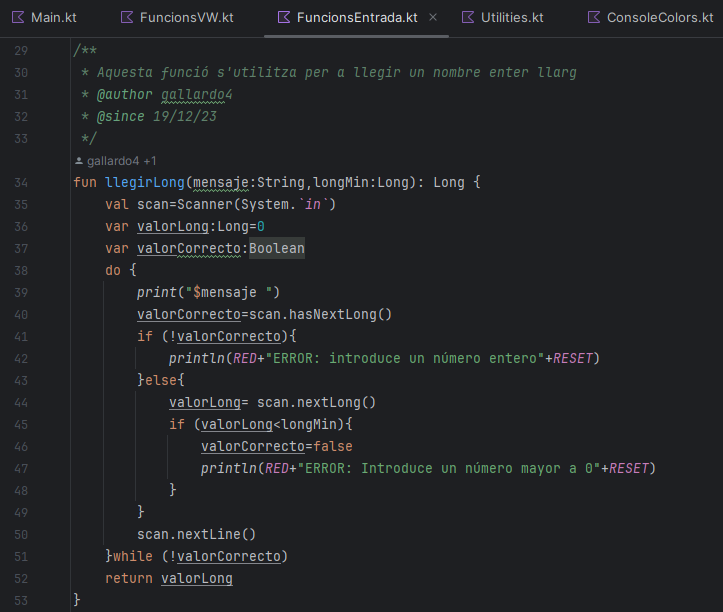 Main.kt FuncionsVW.kt FuncionsEntrada.kt × Utilities.kt ConsoleColors.kt
29 /**
30  * Aquesta funció s'utilitza per a llegir un nombre enter llarg
31  * @author gallardo4
32  * @since 19/12/23
33  */
gallardo4 +1
34 fun llegirLong(mensaje:String,longMin:Long): Long {
35     val scan=Scanner(System.`in`)
36     var valorLong:Long=0
37     var valorCorrecto:Boolean
38     do {
39         print("$mensaje ")
40         valorCorrecto=scan.hasNextLong()
41         if (!valorCorrecto){
42             println(RED+"ERROR: introduce un número entero"+RESET)
43         }else{
44             valorLong= scan.nextLong()
45             if (valorLong<longMin){
46                 valorCorrecto=false
47                 println(RED+"ERROR: Introduce un número mayor a 0"+RESET)
48             }
49         }
50         scan.nextLine()
51     }while (!valorCorrecto)
52     return valorLong
53 }